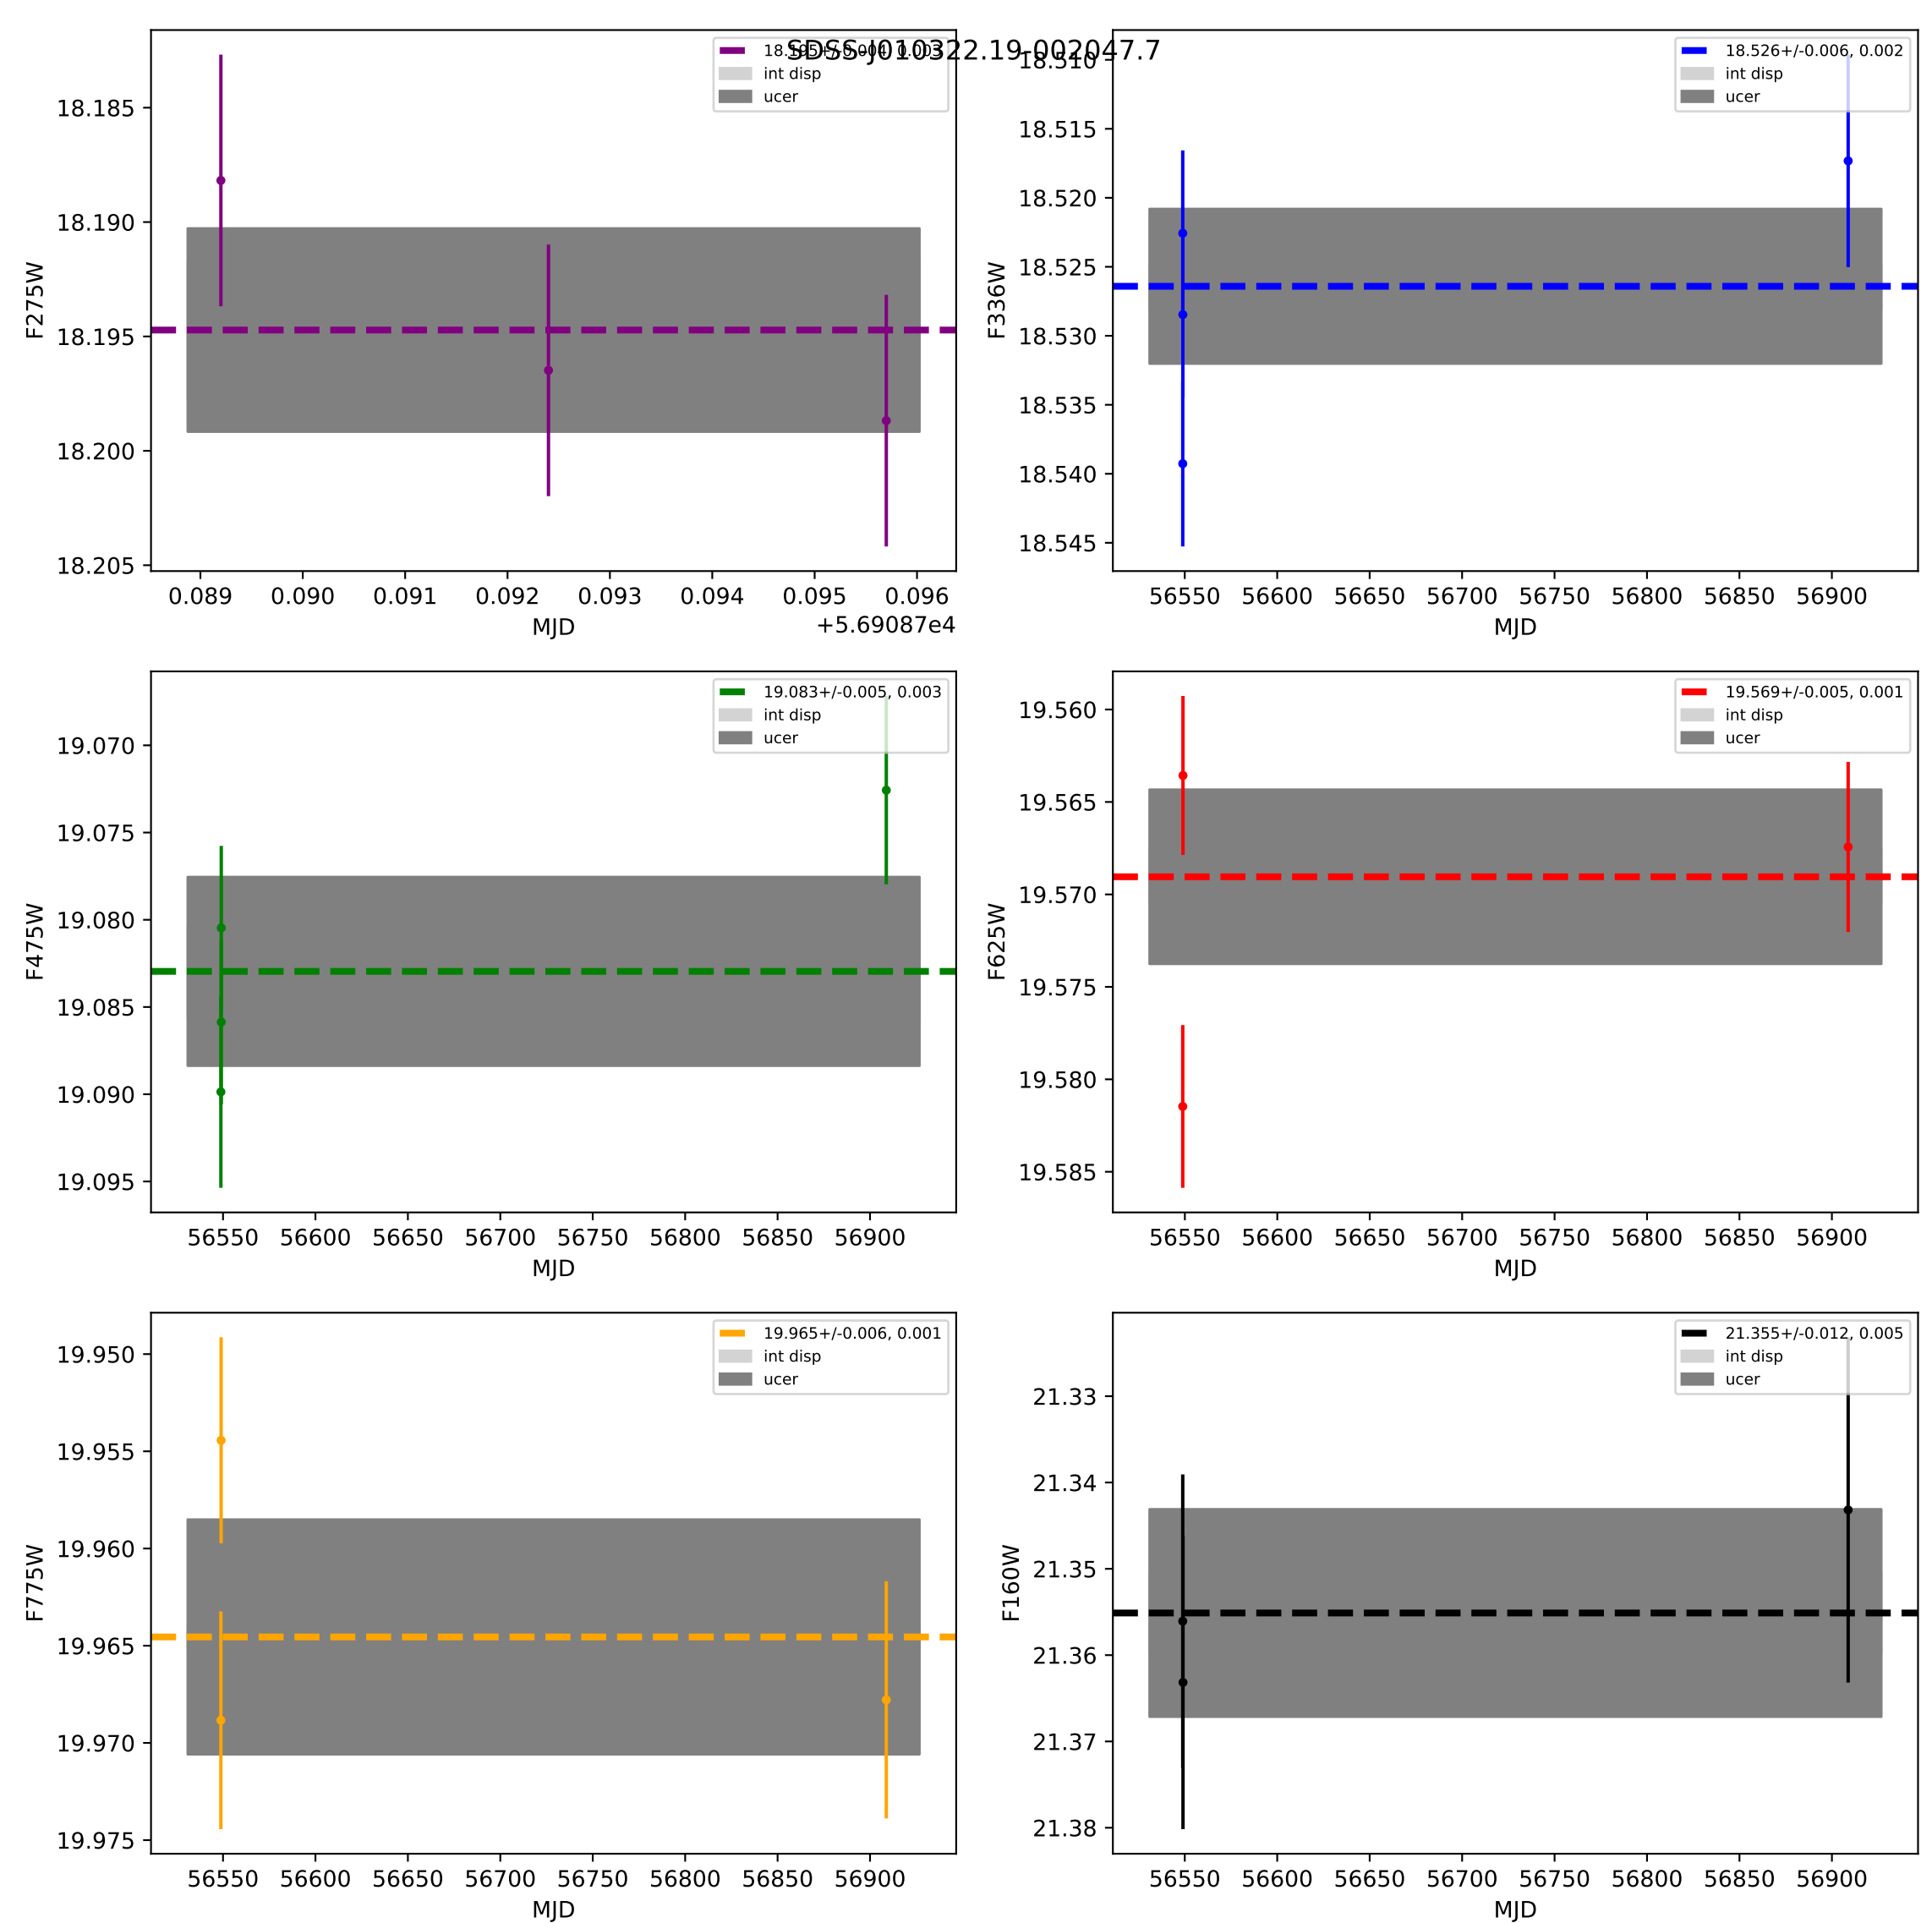 SDSS-J010322.19-002047.7
18.195+/-0.004, 0.003
int disp
ucer
18.185
18.190
18.195
18.200
18.205
F275W
0.089 0.090 0.091 0.092 0.093 0.094 0.095 0.096
+5.69087e4
MJD
18.526+/-0.006, 0.002
int disp
ucer
18.510
18.515
18.520
18.525
18.530
18.535
18.540
18.545
F336W
56550 56600 56650 56700 56750 56800 56850 56900
MJD
19.083+/-0.005, 0.003
int disp
ucer
19.070
19.075
19.080
19.085
19.090
19.095
F475W
56550 56600 56650 56700 56750 56800 56850 56900
MJD
19.569+/-0.005, 0.001
int disp
ucer
19.560
19.565
19.570
19.575
19.580
19.585
F625W
56550 56600 56650 56700 56750 56800 56850 56900
MJD
19.965+/-0.006, 0.001
int disp
ucer
19.950
19.955
19.960
19.965
19.970
19.975
F775W
56550 56600 56650 56700 56750 56800 56850 56900
MJD
21.355+/-0.012, 0.005
int disp
ucer
21.33
21.34
21.35
21.36
21.37
21.38
F160W
56550 56600 56650 56700 56750 56800 56850 56900
MJD